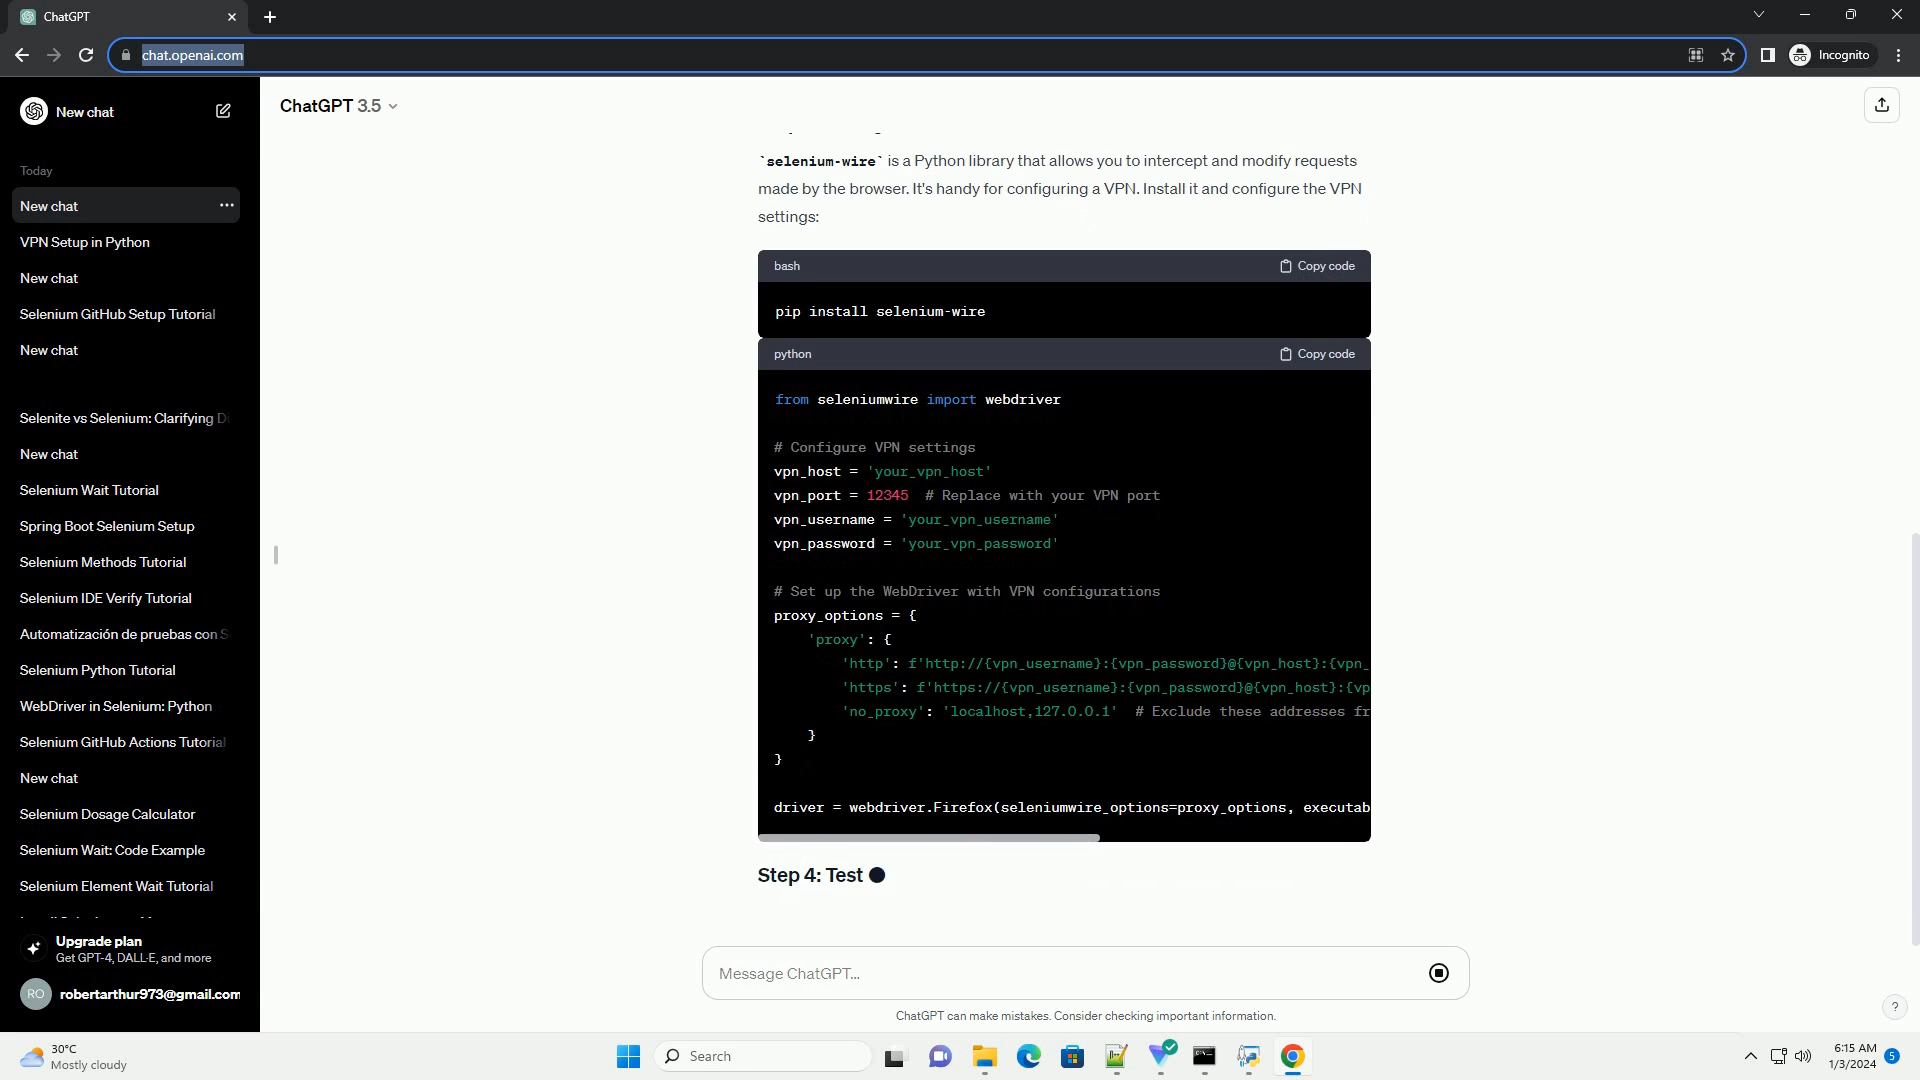 ChatGPT
chat.openai.com
Incognito
New chat
Today
New chat
VPN Setup in Python
New chat
Selenium GitHub Setup Tutorial
New chat
Selenite vs Selenium: Clarifying D
New chat
Selenium Wait Tutorial
Spring Boot Selenium Setup
Selenium Methods Tutorial
Selenium IDE Verify Tutorial
Automatización de pruebas con S
Selenium Python Tutorial
WebDriver in Selenium: Python
Selenium GitHub Actions Tutorial
New chat
Selenium Dosage Calculator
Selenium Wait: Code Example
Selenium Element Wait Tutorial
Upgrade plan
Get GPT-4, DALL·E, and more
RO
robertarthur973@gmail.com
ChatGPT 3.5
`selenium-wire` is a Python library that allows you to intercept and modify requests
made by the browser. It's handy for configuring a VPN. Install it and configure the VPN
settings:
bash
Copy code
pip install selenium-wire
python
Copy code
from seleniumwire import webdriver
# Configure VPN settings
vpn_host = 'your_vpn_host'
vpn_port = 12345  # Replace with your VPN port
vpn_username = 'your_vpn_username'
vpn_password = 'your_vpn_password'
# Set up the WebDriver with VPN configurations
proxy_options = {
    'proxy': {
        'http': f'http://{vpn_username}:{vpn_password}@{vpn_host}:{vpn_
        'https': f'https://{vpn_username}:{vpn_password}@{vpn_host}:{vp
        'no_proxy': 'localhost,127.0.0.1'  # Exclude these addresses fr
    }
}
driver = webdriver.Firefox(seleniumwire_options=proxy_options, executab
Step 4: Test
Message ChatGPT...
ChatGPT can make mistakes. Consider checking important information.
?
30°C
Mostly cloudy
Search
6:15 AM
1/3/2024
5